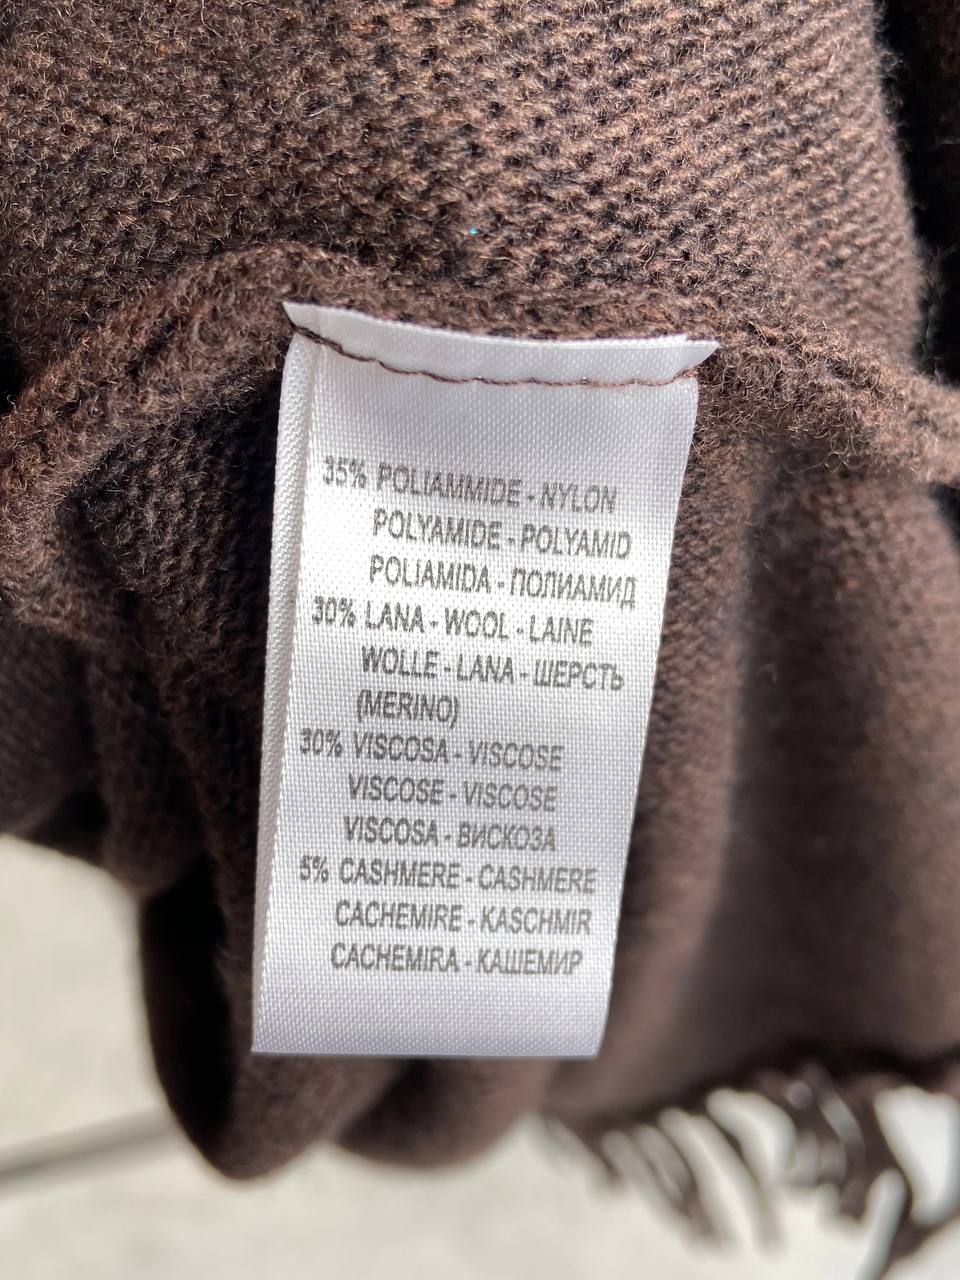 35% POLIAMMIDE - NYLON
POLYAMIDE - POLYAMID
POLIAMIDA - ПОЛИАМИД
30% LANA - WOOL - LAINE
WOLLE - LANA - ШЕРСТЬ
(MERINO)
30% VISCOSA - VISCOSE
VISCOSE - VISCOSE
VISCOSA - ВИСКОЗА
5% CASHMERE - CASHMERE
CACHEMIRE - KASCHMIR
CACHEMIRA - КАШЕМИР